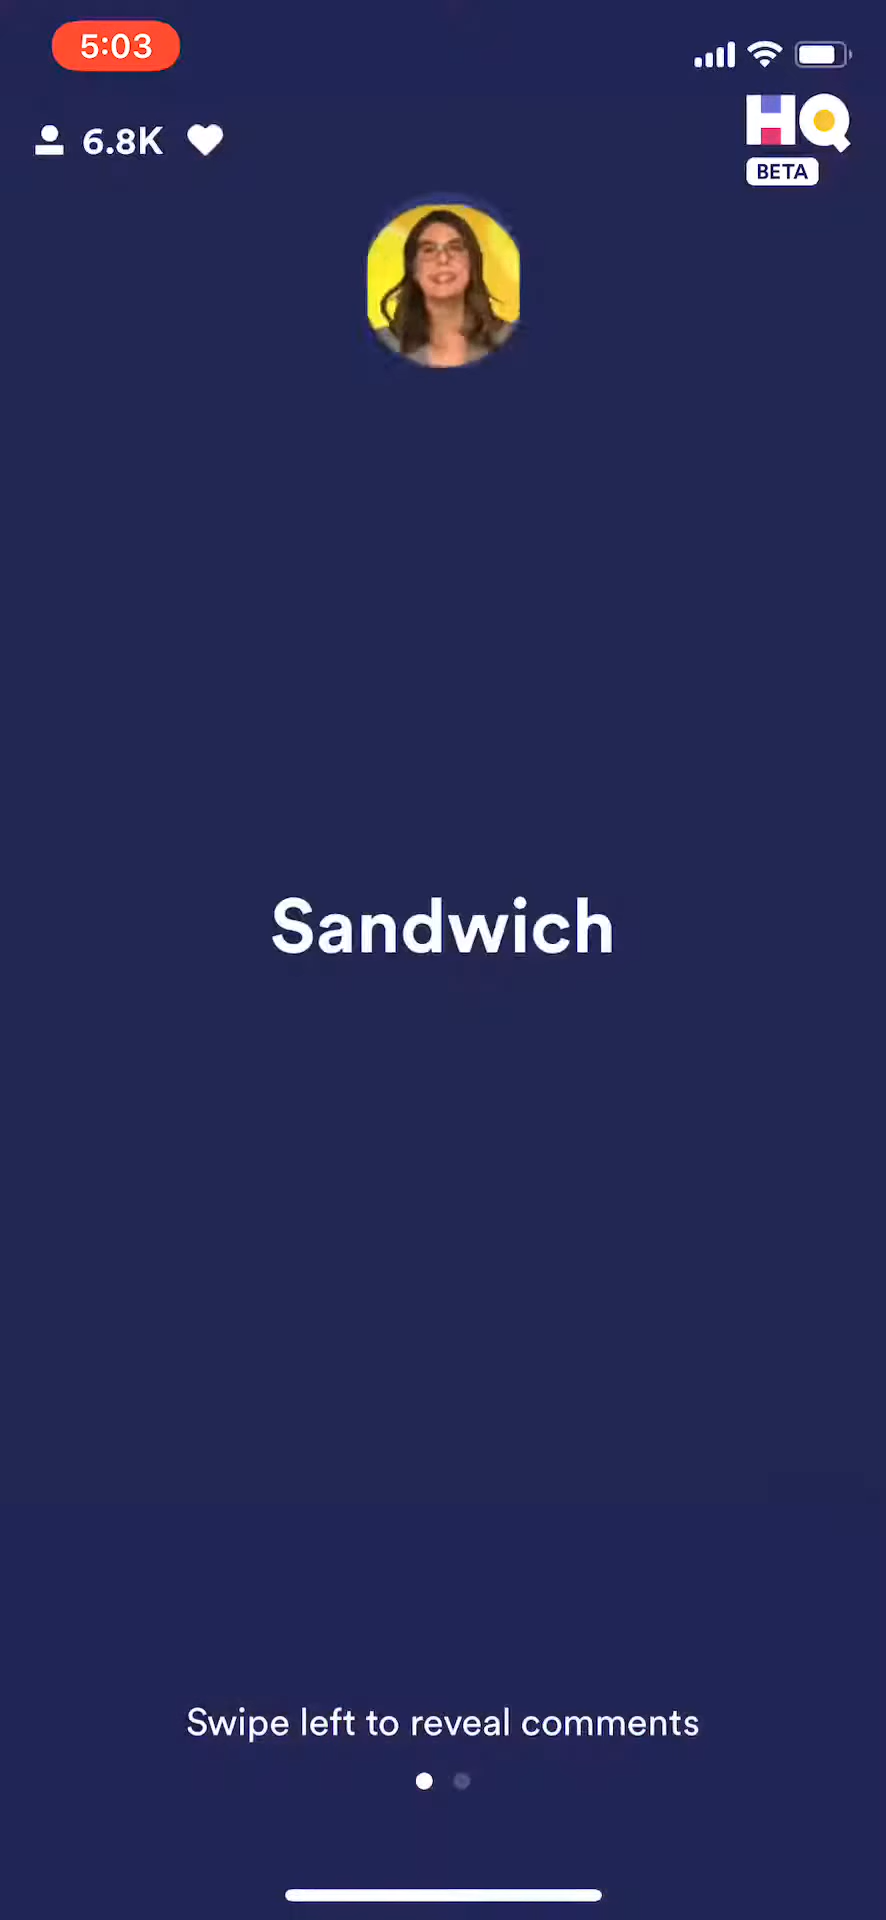 5:03
6.8K
HQ
BETA
Sandwich
Swipe left to reveal comments